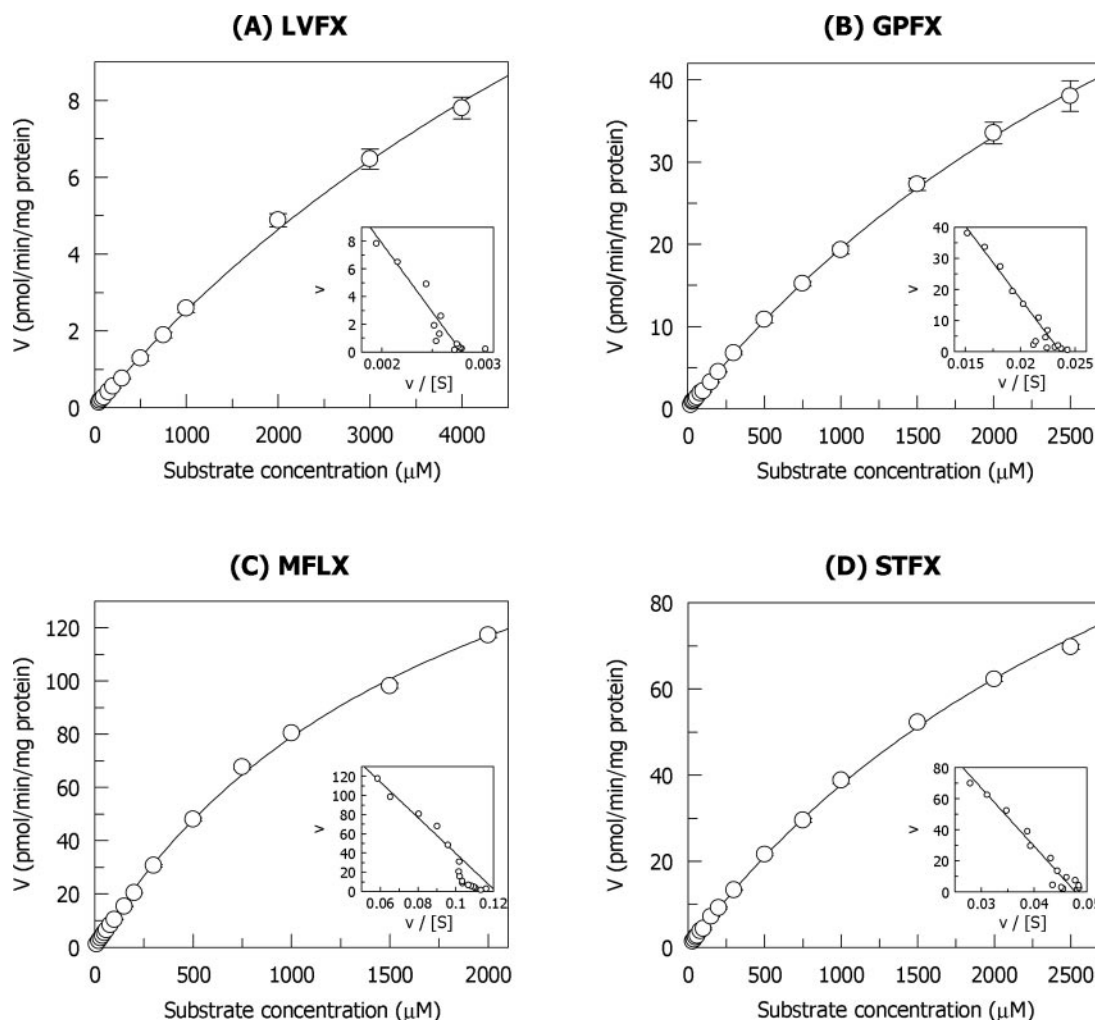 (A) LVFX
V (pmol/min/mg protein)
8
6
4
2
0
0 1000 2000 3000 4000
Substrate concentration (μM)
v
8
6
4
2
0
0.002 0.003
v / [S]
(B) GPFX
V (pmol/min/mg protein)
40
30
20
10
0
0 500 1000 1500 2000 2500
Substrate concentration (μM)
v
40
30
20
10
0
0.015 0.02 0.025
v / [S]
(C) MFLX
V (pmol/min/mg protein)
120
100
80
60
40
20
0
0 500 1000 1500 2000
Substrate concentration (μM)
v
120
100
80
60
40
20
0
0.06 0.08 0.1 0.12
v / [S]
(D) STFX
V (pmol/min/mg protein)
80
60
40
20
0
0 500 1000 1500 2000 2500
Substrate concentration (μM)
v
80
60
40
20
0
0.03 0.04 0.05
v / [S]